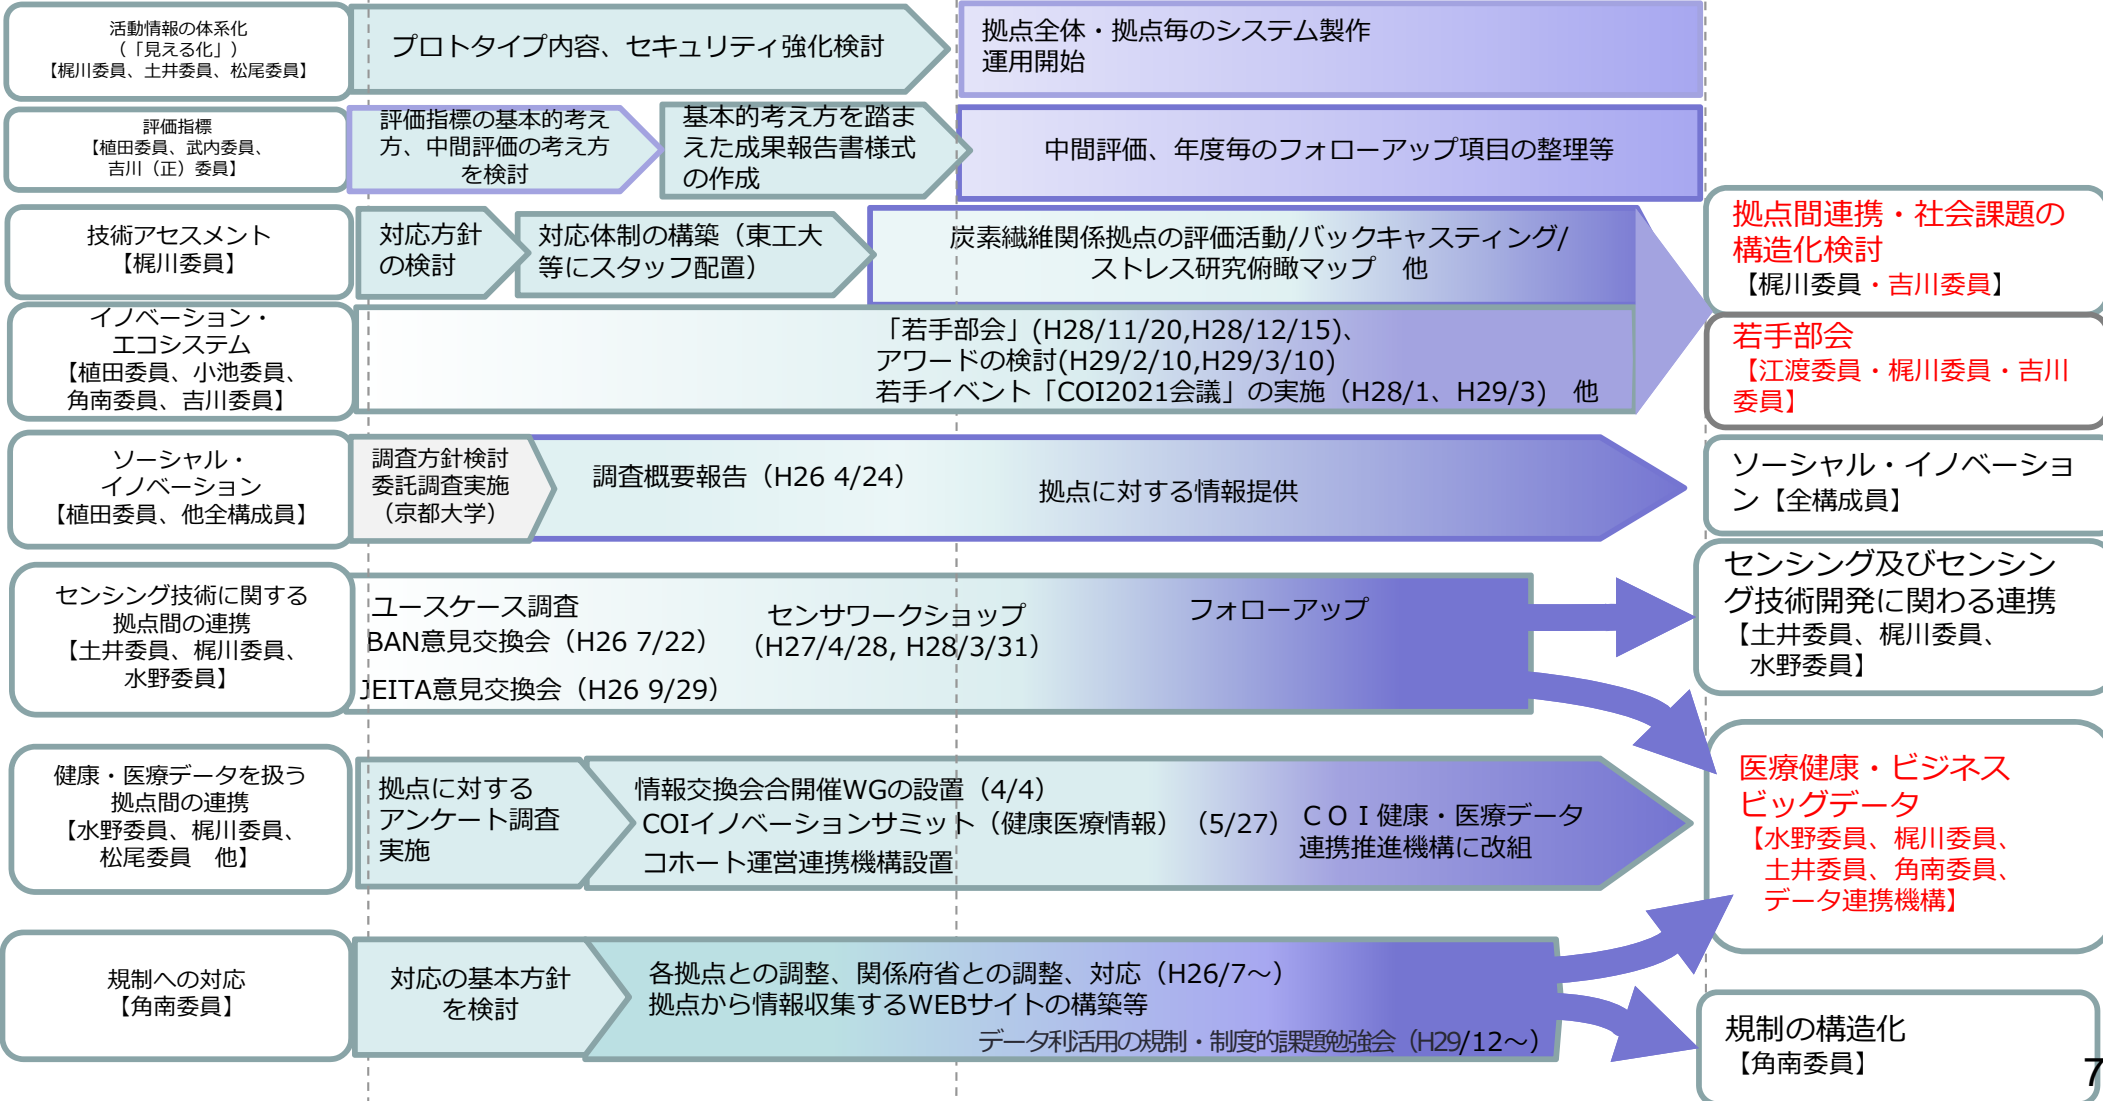 活動情報の体系化
（「見える化」）
【梶川委員、土井委員、松尾委員】
プロトタイプ内容、セキュリティ強化検討
拠点全体・拠点毎のシステム製作
運用開始
評価指標
【植田委員、武内委員、
吉川（正）委員】
評価指標の基本的考え
方、中間評価の考え方
を検討
基本的考え方を踏ま
えた成果報告書様式
の作成
中間評価、年度毎のフォローアップ項目の整理等
技術アセスメント
【梶川委員】
対応方針
の検討
対応体制の構築（東工大
等にスタッフ配置）
炭素繊維関係拠点の評価活動/バックキャスティング/
ストレス研究俯瞰マップ　他
拠点間連携・社会課題の
構造化検討
【梶川委員・吉川委員】
イノベーション・
エコシステム
【植田委員、小池委員、
角南委員、吉川委員】
「若手部会」(H28/11/20,H28/12/15)、
アワードの検討(H29/2/10,H29/3/10)
若手イベント「COI2021会議」の実施（H28/1、H29/3)　他
若手部会
【江渡委員・梶川委員・吉川
委員】
ソーシャル・
イノベーション
【植田委員、他全構成員】
調査方針検討
委託調査実施
（京都大学）
調査概要報告（H26 4/24）
拠点に対する情報提供
ソーシャル・イノベーショ
ン【全構成員】
センシング技術に関する
拠点間の連携
【土井委員、梶川委員、
水野委員】
ユースケース調査
BAN意見交換会（H26 7/22）
JEITA意見交換会（H26 9/29）
センサワークショップ
（H27/4/28, H28/3/31）
フォローアップ
センシング及びセンシン
グ技術開発に関わる連携
【土井委員、梶川委員、
水野委員】
健康・医療データを扱う
拠点間の連携
【水野委員、梶川委員、
松尾委員　他】
拠点に対する
アンケート調査
実施
情報交換会合開催WGの設置（4/4）
COIイノベーションサミット（健康医療情報）（5/27）
コホート運営連携機構設置
ＣＯＩ健康・医療データ
連携推進機構に改組
医療健康・ビジネス
ビッグデータ
【水野委員、梶川委員、
土井委員、角南委員、
データ連携機構】
規制への対応
【角南委員】
対応の基本方針
を検討
各拠点との調整、関係府省との調整、対応（H26/7～）
拠点から情報収集するWEBサイトの構築等
データ利活用の規制・制度的課題勉強会（H29/12～）
規制の構造化
【角南委員】
7